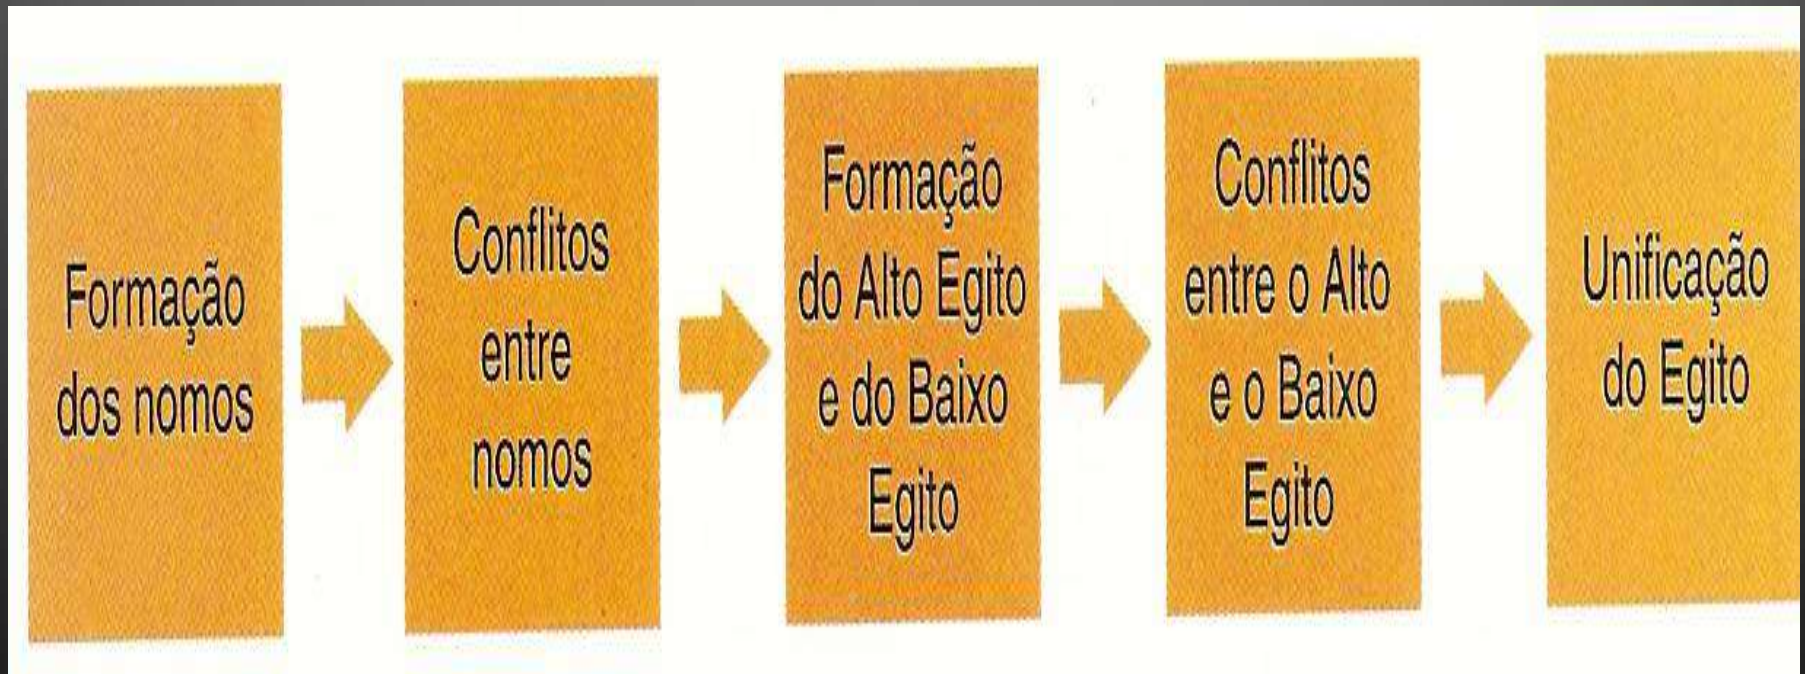 Formação
dos nomos
Conflitos
entre
nomos
Formação
do Alto Egito
e do Baixo
Egito
Conflitos
entre o Alto
e o Baixo
Egito
Unificação
do Egito